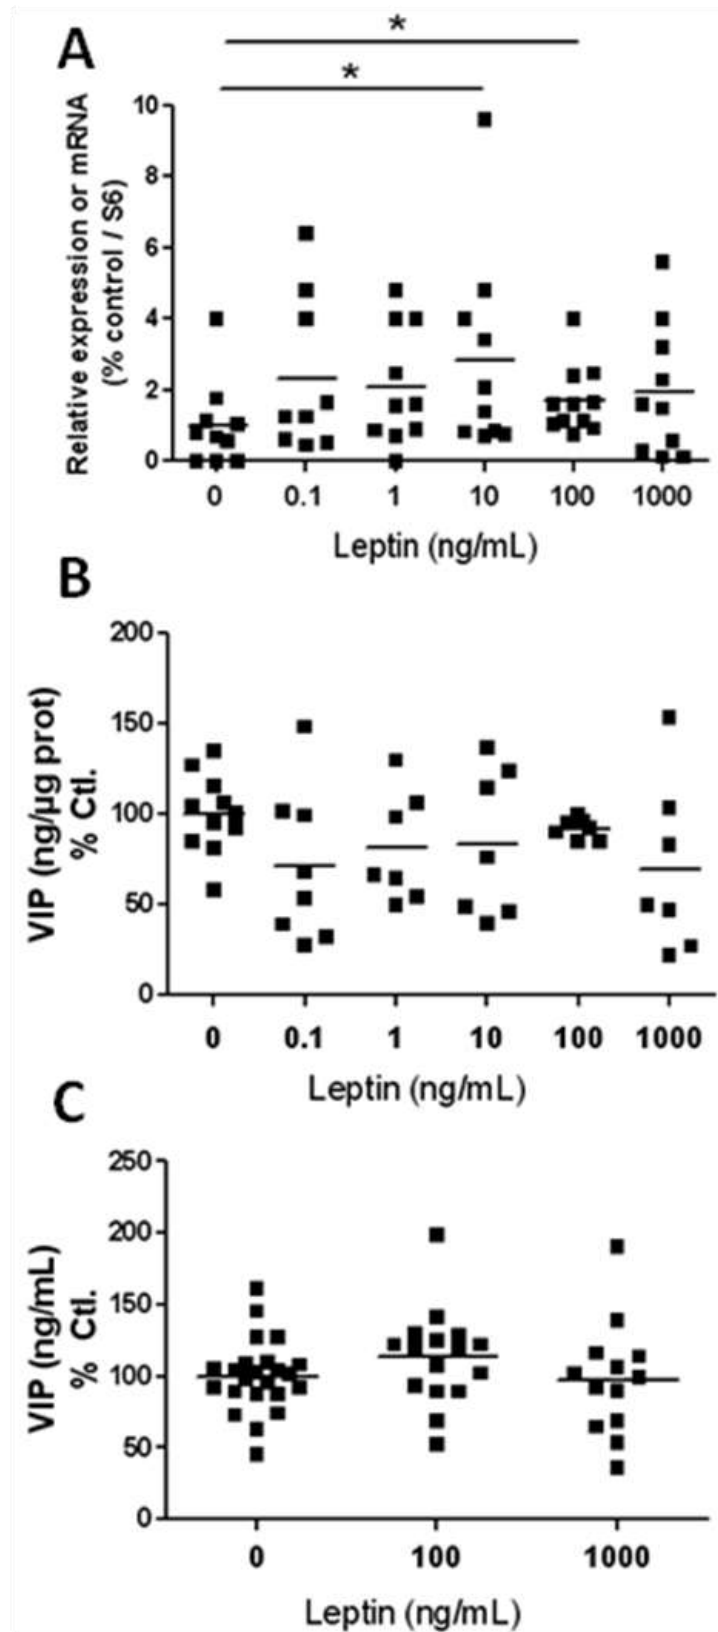 A
*
*
Relative expression or mRNA
(% control / S6)
10
8
6
4
2
0
0 0.1 1 10 100 1000
Leptin (ng/mL)
B
VIP (ng/µg prot)
% Ctl.
200
150
100
50
0
0 0.1 1 10 100 1000
Leptin (ng/mL)
C
VIP (ng/mL)
% Ctl.
250
200
150
100
50
0
0 100 1000
Leptin (ng/mL)